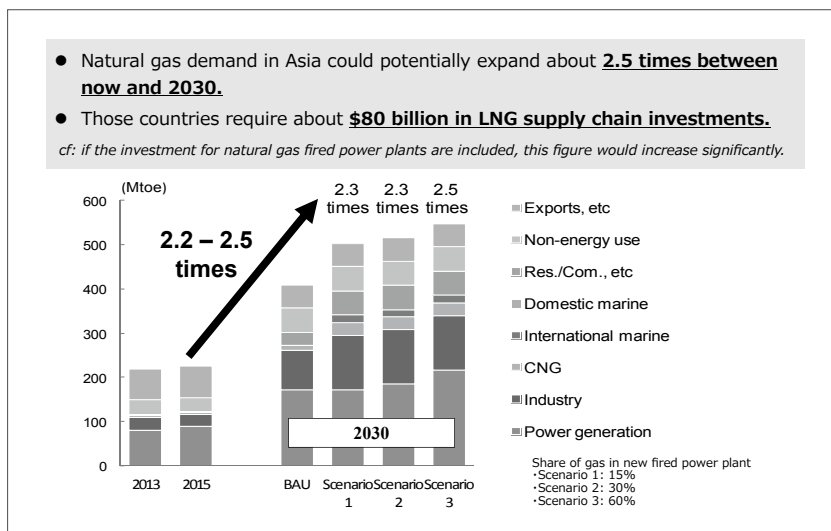 ● Natural gas demand in Asia could potentially expand about 2.5 times between
now and 2030.
● Those countries require about $80 billion in LNG supply chain investments.
cf: if the investment for natural gas fired power plants are included, this figure would increase significantly.
(Mtoe)
600
500
400
300
200
100
0
2.2 – 2.5
times
2.3
times
2.3
times
2.5
times
2030
2013
2015
BAU
Scenario
1
Scenario
2
Scenario
3
Exports, etc
Non-energy use
Res./Com., etc
Domestic marine
International marine
CNG
Industry
Power generation
Share of gas in new fired power plant
・Scenario 1: 15%
・Scenario 2: 30%
・Scenario 3: 60%